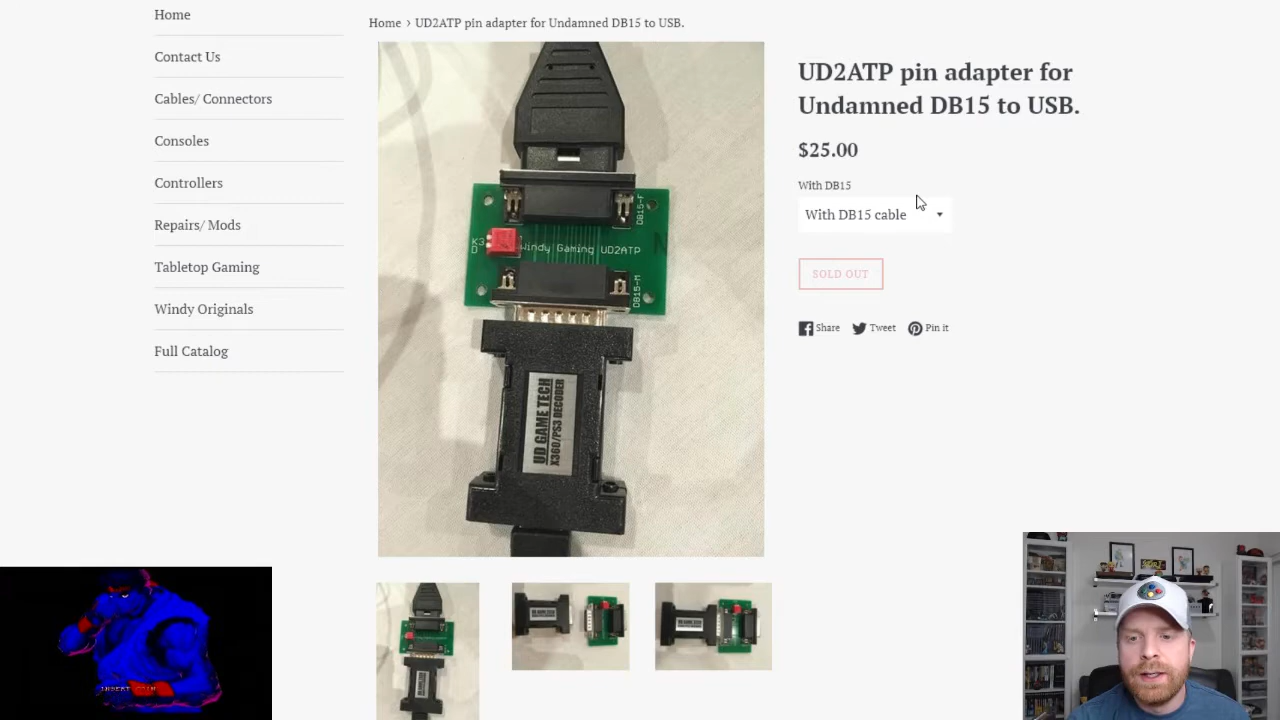 Home
Contact Us
Cables/ Connectors
Consoles
Controllers
Repairs/ Mods
Tabletop Gaming
Windy Originals
Full Catalog
Home › UD2ATP pin adapter for Undamned DB15 to USB.
DB15-F
Windy Gaming UD2ATP
DB15-M
UD GAME TECH
X360/PS3 DECODER
UD2ATP pin adapter for
Undamned DB15 to USB.
$25.00
With DB15
With DB15 cable
SOLD OUT
Share
Tweet
Pin it
INSERT COIN